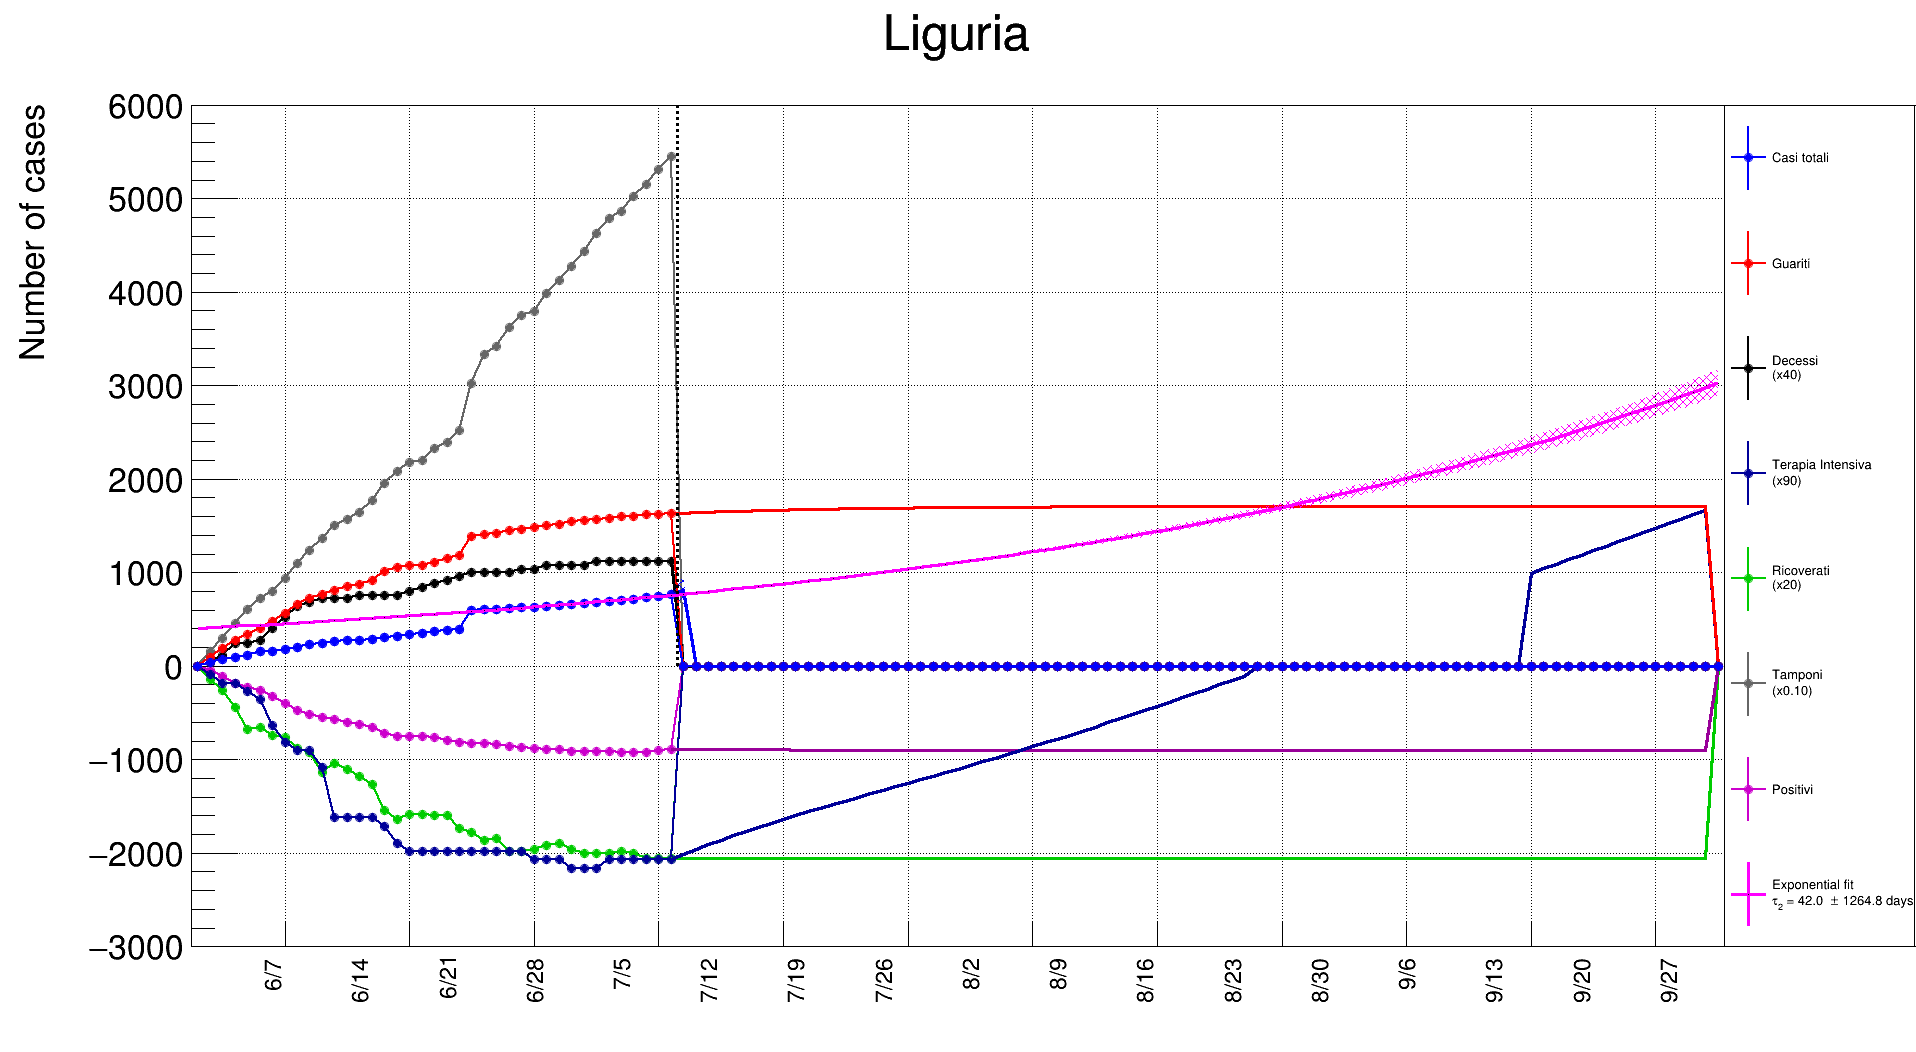 Liguria
Number of cases
6000
5000
4000
3000
2000
1000
0
−1000
−2000
−3000
6/7
6/14
6/21
6/28
7/5
7/12
7/19
7/26
8/2
8/9
8/16
8/23
8/30
9/6
9/13
9/20
9/27
Casi totali
Guariti
Decessi
(x40)
Terapia Intensiva
(x90)
Ricoverati
(x20)
Tamponi
(x0.10)
Positivi
Exponential fit
τ2 = 42.0 ± 1264.8 days